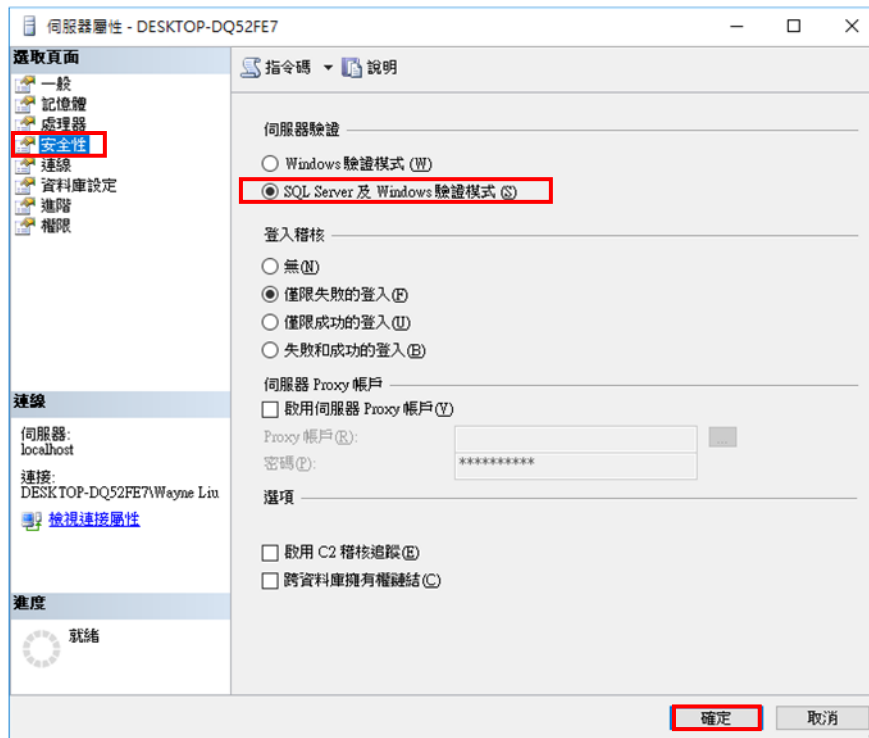 伺服器屬性 - DESKTOP-DQ52FE7
選取頁面
一般
記憶體
處理器
安全性
連線
資料庫設定
進階
權限
指令碼
說明
伺服器驗證
Windows 驗證模式 (W)
SQL Server 及 Windows 驗證模式 (S)
登入稽核
無(N)
僅限失敗的登入(F)
僅限成功的登入(U)
失敗和成功的登入(B)
伺服器 Proxy 帳戶
啟用伺服器 Proxy 帳戶(Y)
Proxy 帳戶(R):
...
密碼(P):
**********
選項
啟用 C2 稽核追蹤(E)
跨資料庫擁有權鏈結(C)
連線
伺服器:
localhost
連接:
DESKTOP-DQ52FE7\Wayne Liu
檢視連接屬性
進度
就緒
確定
取消